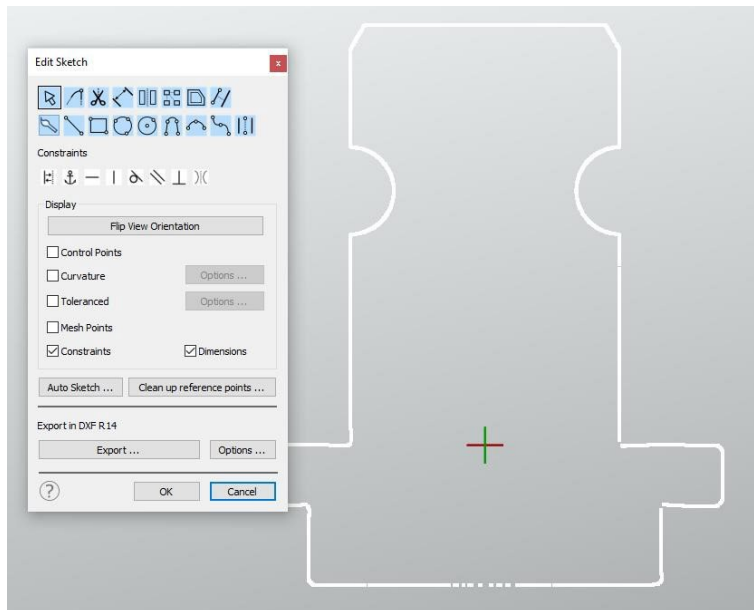 Edit Sketch
Constraints
Display
Flip View Orientation
Control Points
Curvature
Options ...
Toleranced
Options ...
Mesh Points
Constraints
Dimensions
Auto Sketch ...
Clean up reference points ...
Export in DXF R14
Export ...
Options ...
OK
Cancel